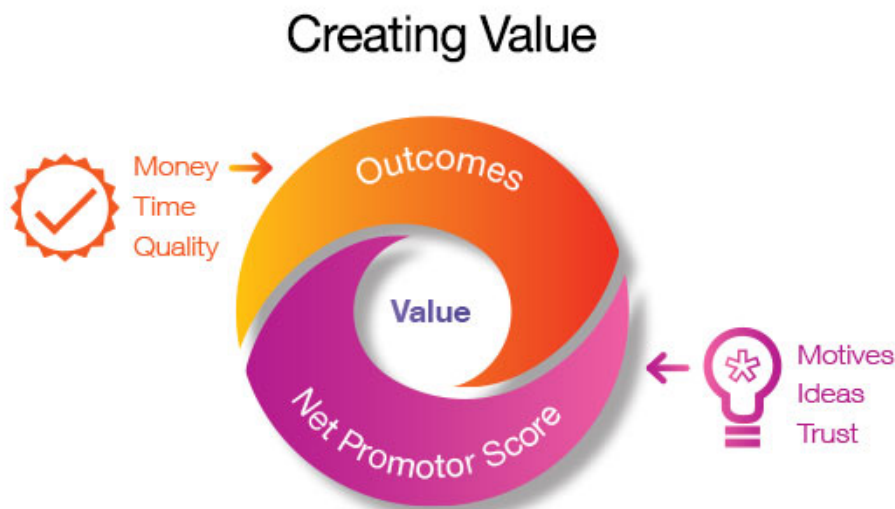 Creating Value
Money
Time
Quality
Outcomes
Value
Net Promotor Score
Motives
Ideas
Trust